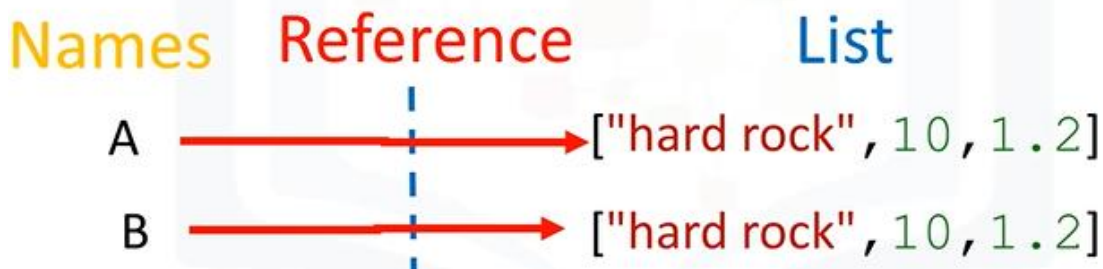 Names Reference List
A ["hard rock",10,1.2]
B ["hard rock",10,1.2]